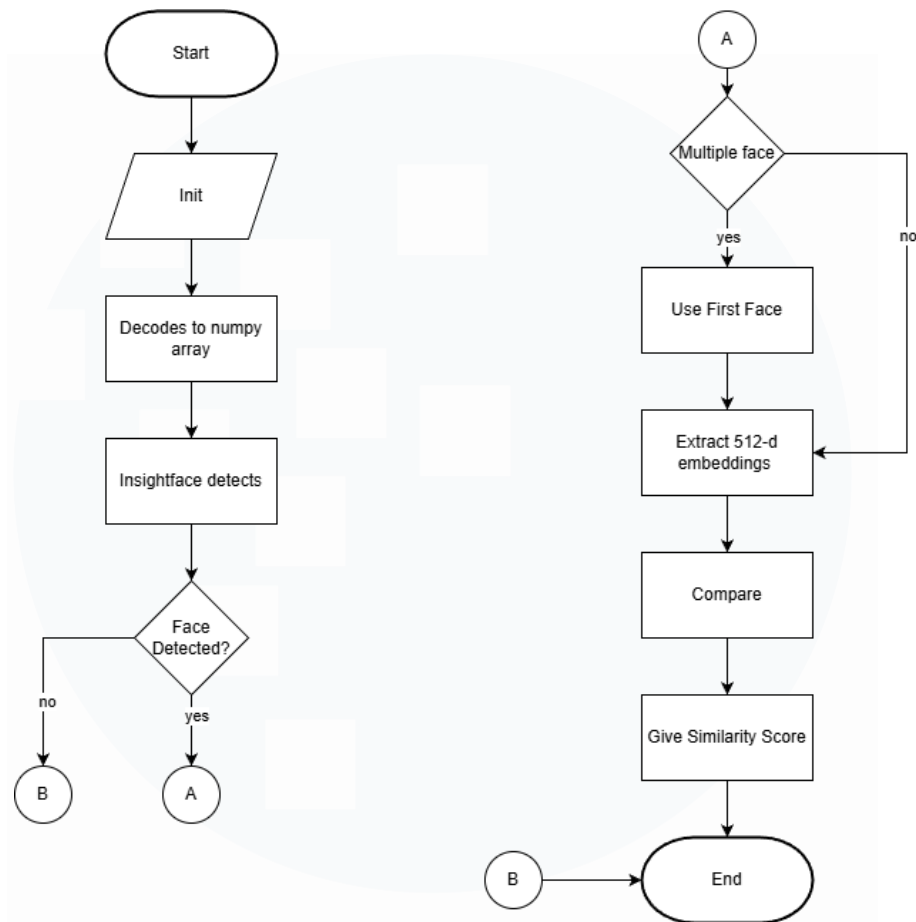 Start
Init
Decodes to numpy
array
Insightface detects
Face
Detected?
no
yes
B
A
A
Multiple face
yes
no
Use First Face
Extract 512-d
embeddings
Compare
Give Similarity Score
B
End